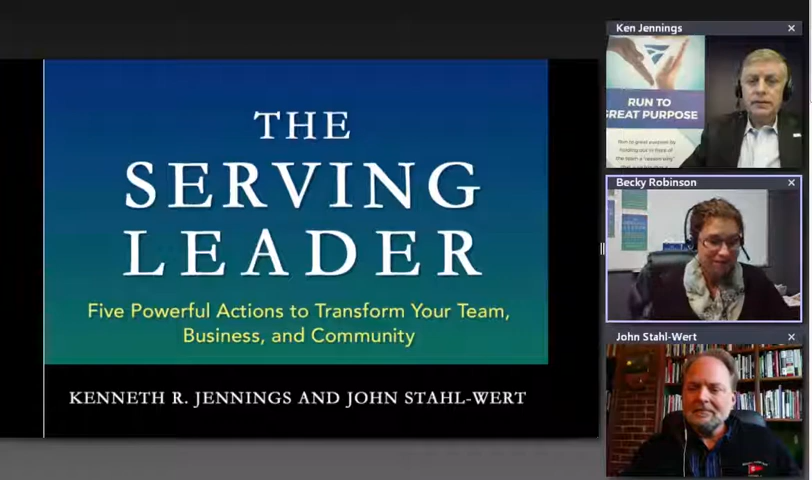 THE
SERVING
LEADER
Five Powerful Actions to Transform Your Team,
Business, and Community
KENNETH R. JENNINGS AND JOHN STAHL-WERT
Ken Jennings
RUN TO
GREAT PURPOSE
Becky Robinson
John Stahl-Wert